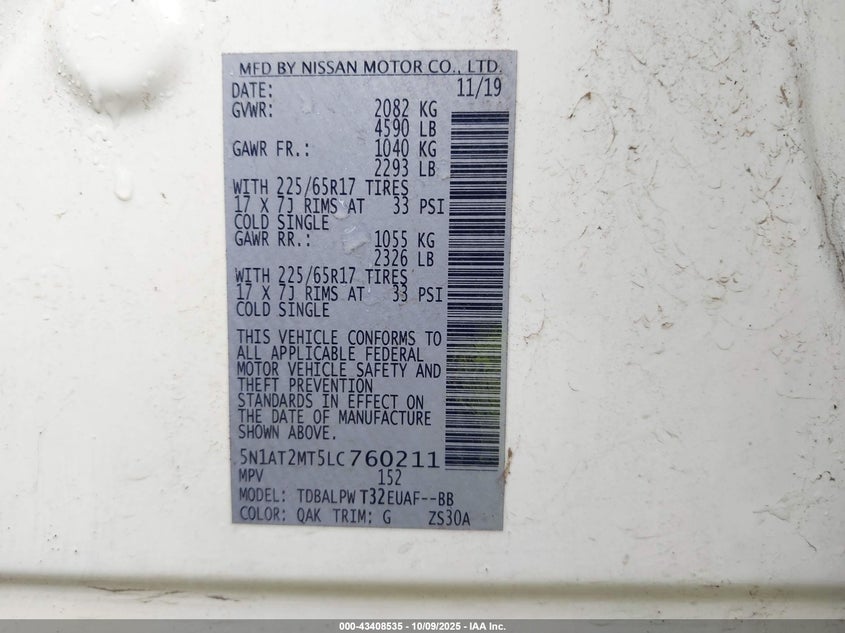 MFD BY NISSAN MOTOR CO., LTD.
DATE: 11/19
GVWR: 2082 KG
4590 LB
GAWR FR.: 1040 KG
2293 LB
WITH 225/65R17 TIRES
17 X 7J RIMS AT 33 PSI
COLD SINGLE
GAWR RR.: 1055 KG
2326 LB
WITH 225/65R17 TIRES
17 X 7J RIMS AT 33 PSI
COLD SINGLE
THIS VEHICLE CONFORMS TO
ALL APPLICABLE FEDERAL
MOTOR VEHICLE SAFETY AND
THEFT PREVENTION
STANDARDS IN EFFECT ON
THE DATE OF MANUFACTURE
SHOWN ABOVE.
5N1AT2MT5LC760211
MPV 152
MODEL: TDBALPW T32EUAF--BB
COLOR: QAK TRIM: G ZS30A
000-43408535 - 10/09/2025 - IAA Inc.